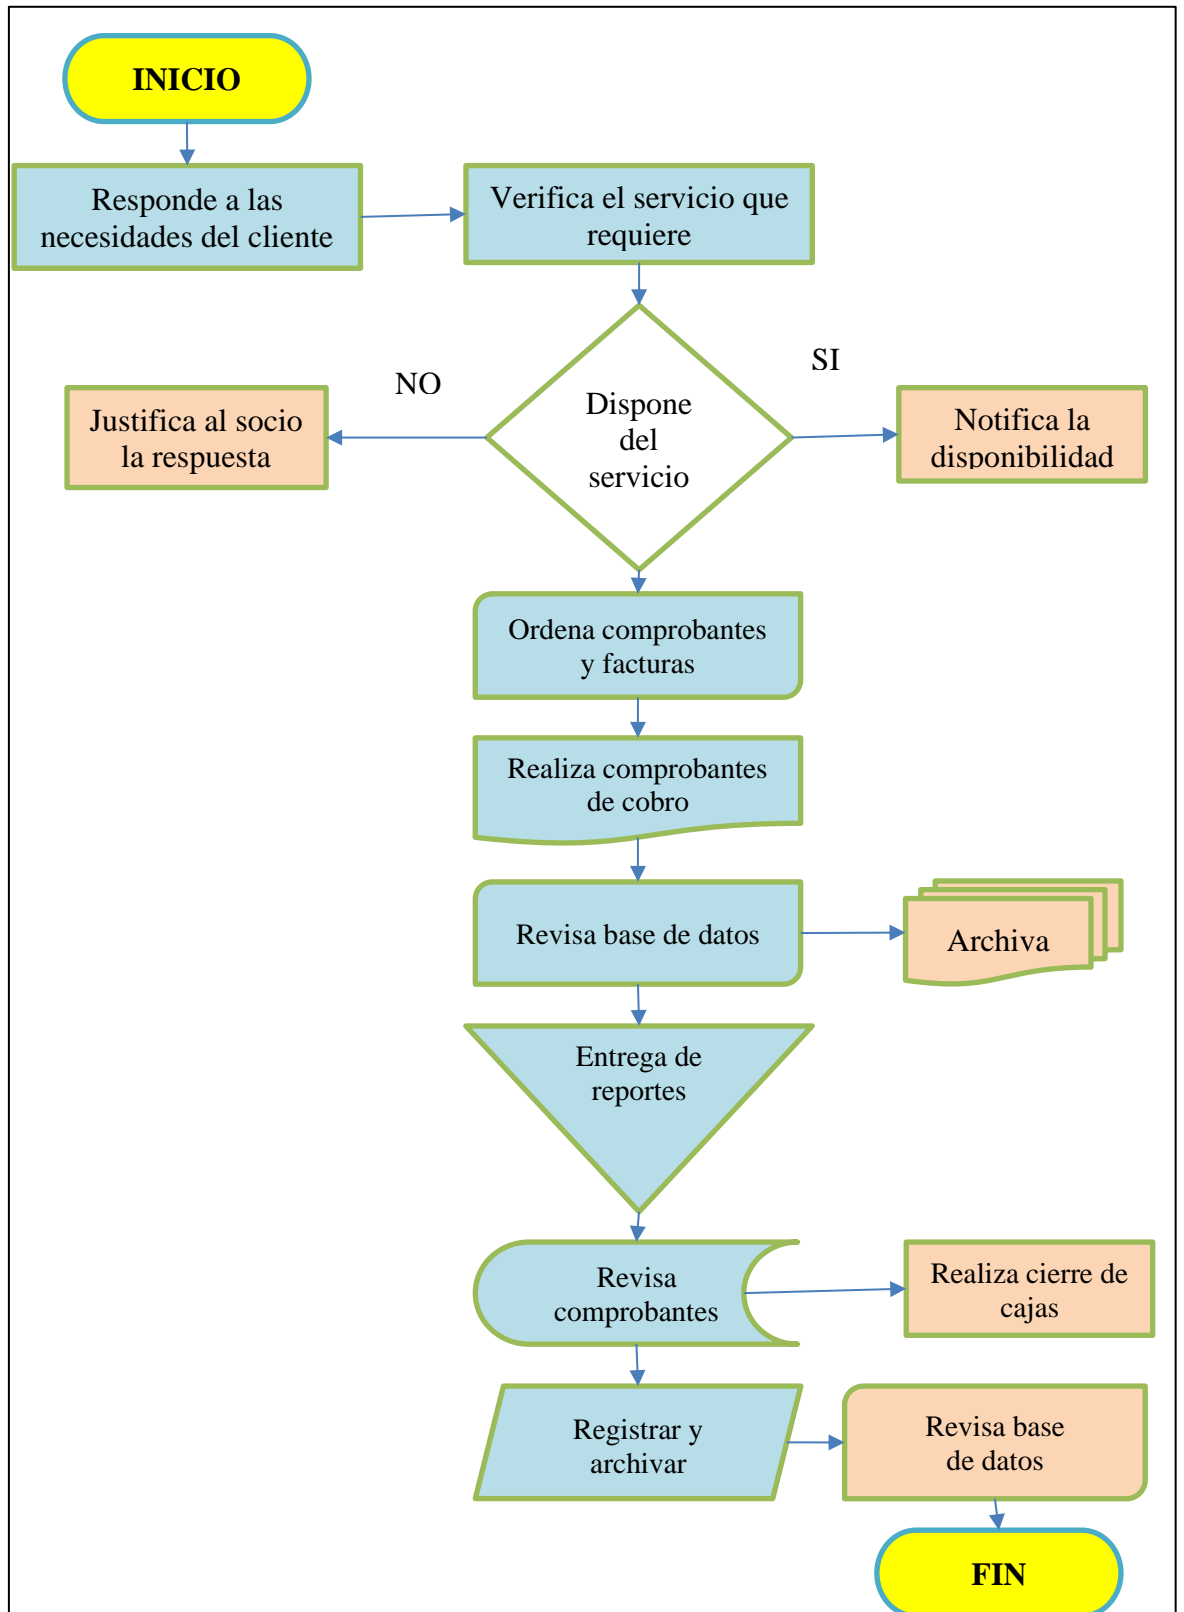 INICIO
Responde a las
necesidades del cliente
Verifica el servicio que
requiere
NO
SI
Justifica al socio
la respuesta
Dispone
del
servicio
Notifica la
disponibilidad
Ordena comprobantes
y facturas
Realiza comprobantes
de cobro
Revisa base de datos
Archiva
Entrega de
reportes
Revisa
comprobantes
Realiza cierre de
cajas
Registrar y
archivar
Revisa base
de datos
FIN